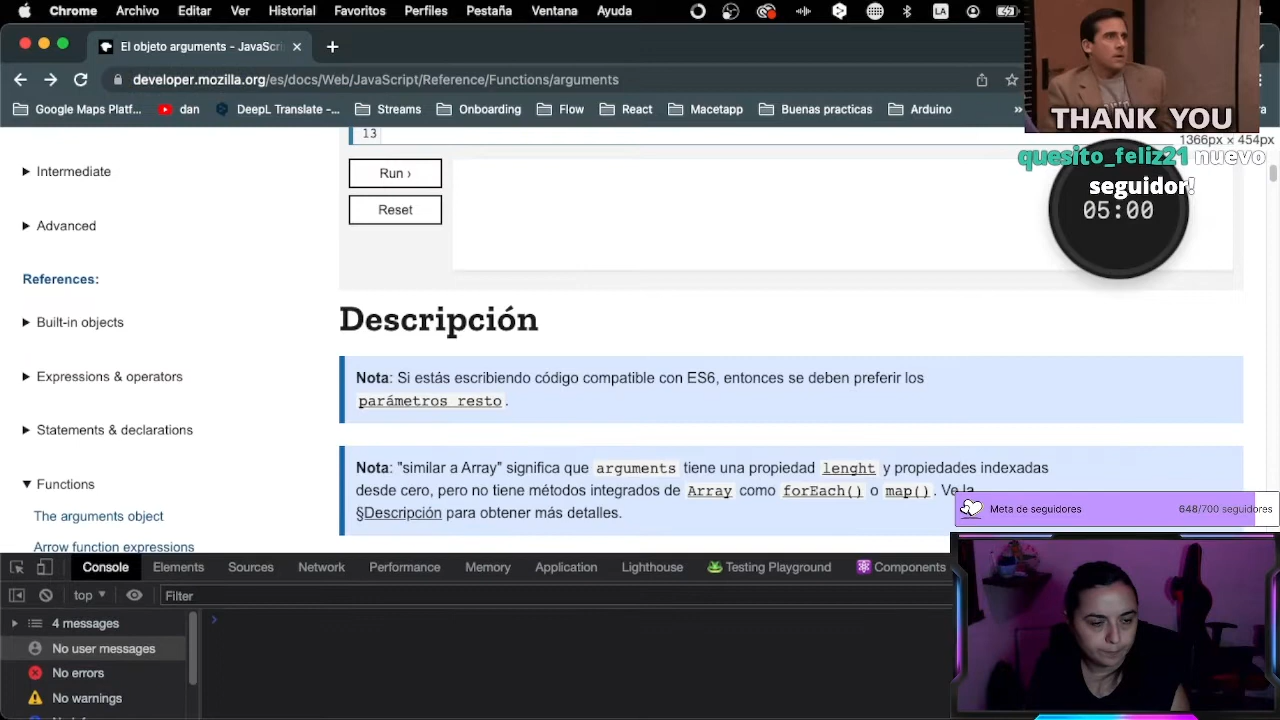 Chrome Archivo Editar Ver Historial Favoritos Perfiles Pestaña Ventana Ayuda LA
El objeto arguments - JavaScri
developer.mozilla.org/es/docs/Web/JavaScript/Reference/Functions/arguments
Google Maps Platf... dan DeepL Translate -... Streams Onboarding Flow React Macetapp Buenas practicas Arduino »
THANK YOU
1366px × 454px
quesito_feliz21 nuevo
seguidor!
05:00
13
Run ›
Reset
Intermediate
Advanced
References:
Built-in objects
Expressions & operators
Statements & declarations
Functions
The arguments object
Arrow function expressions
Descripción
Nota: Si estás escribiendo código compatible con ES6, entonces se deben preferir los
parámetros resto.
Nota: "similar a Array" significa que arguments tiene una propiedad lenght y propiedades indexadas
desde cero, pero no tiene métodos integrados de Array como forEach() o map(). Ve la
§Descripción para obtener más detalles.
Meta de seguidores 648/700 seguidores
Console Elements Sources Network Performance Memory Application Lighthouse Testing Playground Components
top Filter
4 messages
No user messages
No errors
No warnings